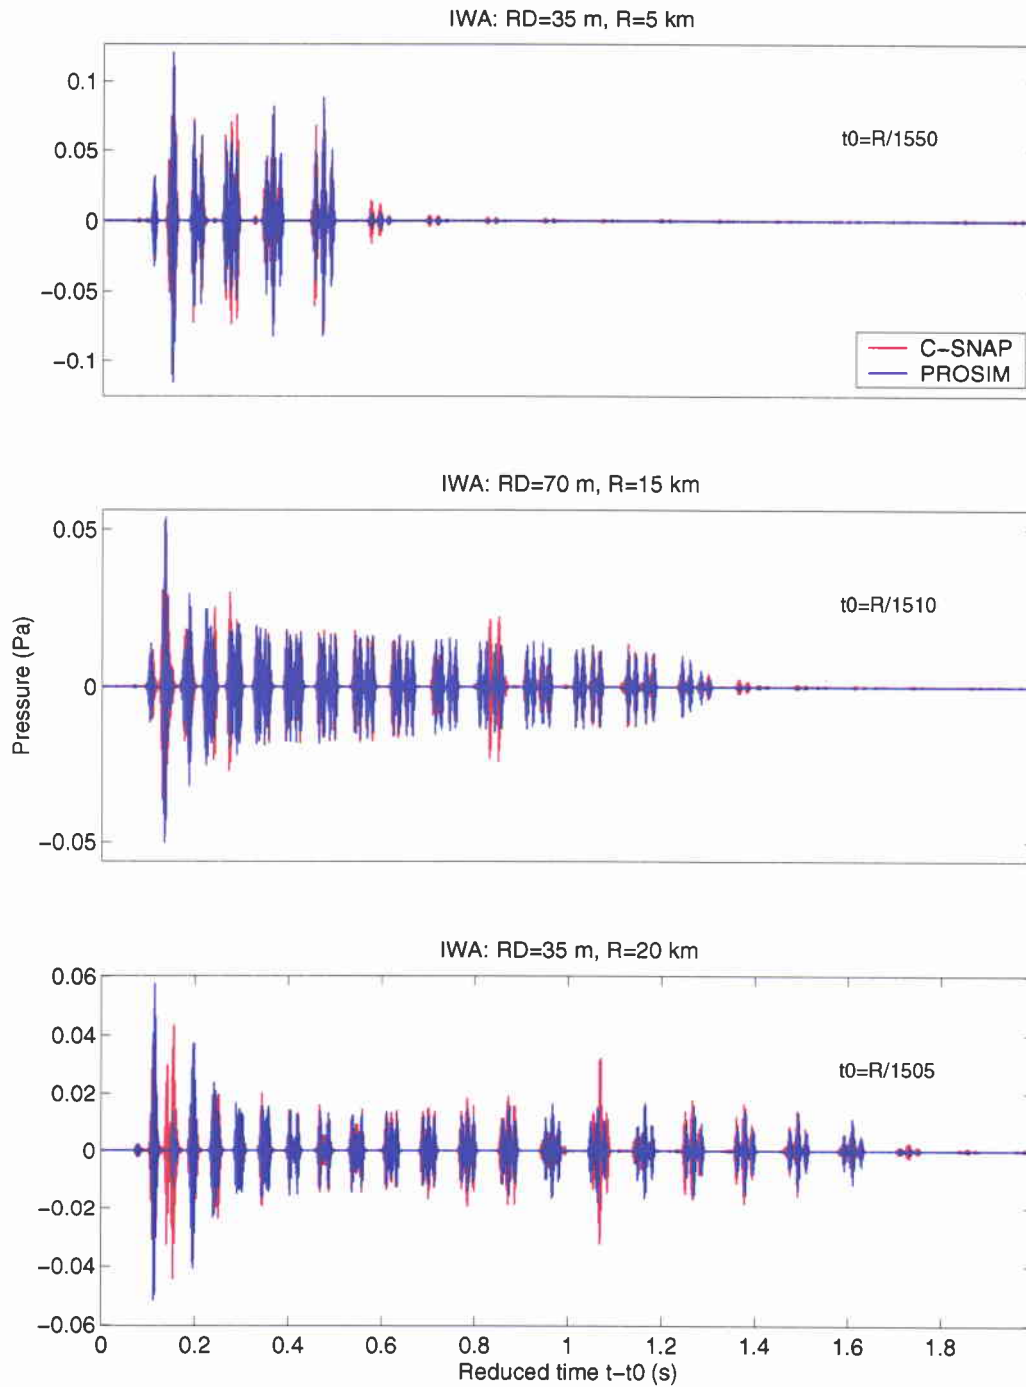 IWA: RD=35 m, R=5 km
0.1
0.05
0
−0.05
−0.1
t0=R/1550
C−SNAP
PROSIM
IWA: RD=70 m, R=15 km
0.05
0
−0.05
t0=R/1510
Pressure (Pa)
IWA: RD=35 m, R=20 km
0.06
0.04
0.02
0
−0.02
−0.04
−0.06
t0=R/1505
0 0.2 0.4 0.6 0.8 1 1.2 1.4 1.6 1.8
Reduced time t−t0 (s)